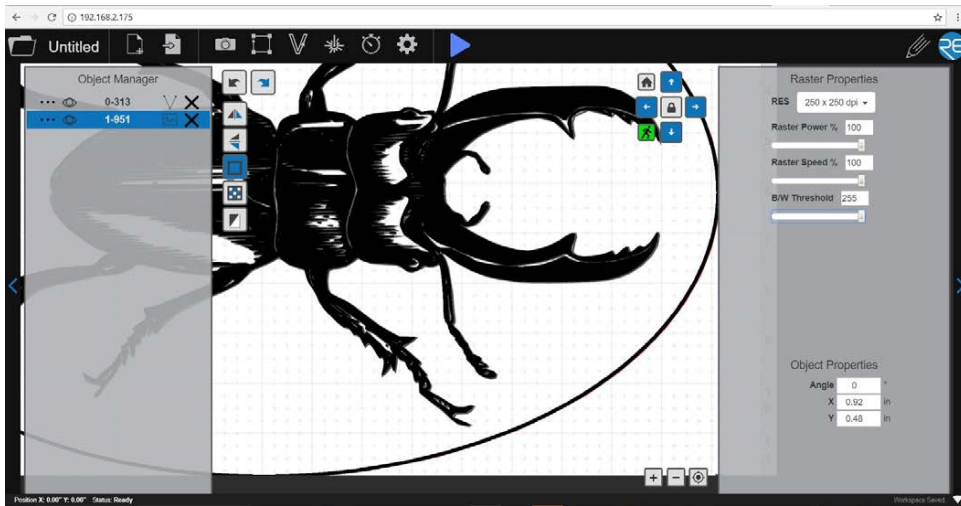 192.168.2.175
Untitled
RE
Object Manager
0-313
1-951
Raster Properties
RES 250 x 250 dpi
Raster Power % 100
Raster Speed % 100
B/W Threshold 255
Object Properties
Angle 0 °
X 0.92 in
Y 0.48 in
Position X: 0.00" Y: 0.00" Status: Ready
Workspace Saved.